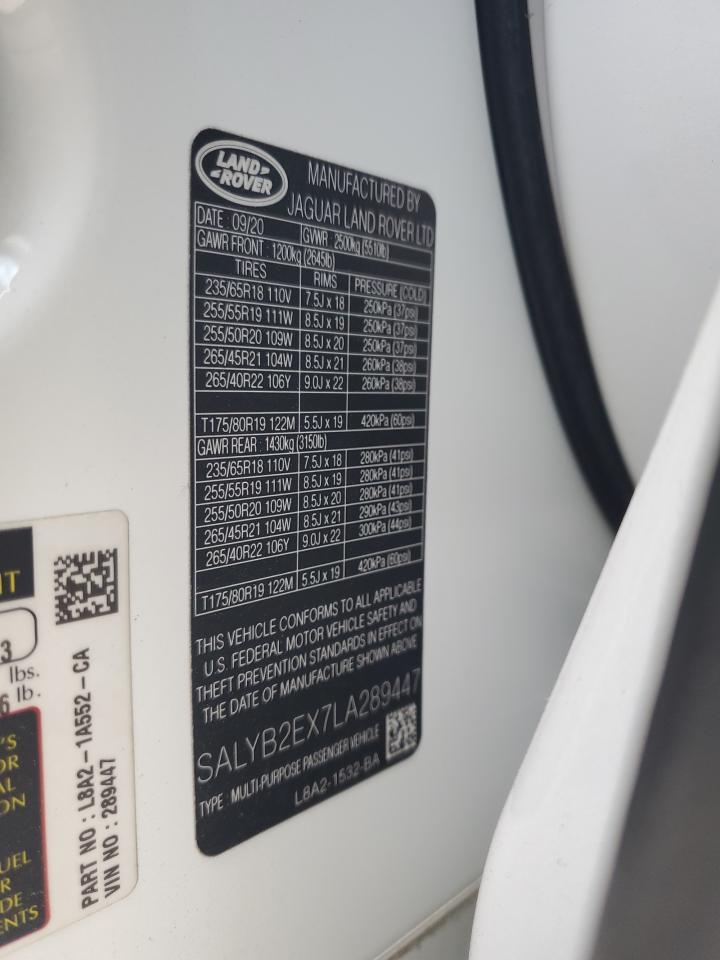 LAND ROVER
MANUFACTURED BY
JAGUAR LAND ROVER LTD
DATE : 09/20 GVWR : 2500kg (5510lb)
GAWR FRONT : 1200kg (2645lb)
TIRES RIMS PRESSURE (COLD)
235/65R18 110V 7.5J x 18 250kPa (37psi)
255/55R19 111W 8.5J x 19 250kPa (37psi)
255/50R20 109W 8.5J x 20 250kPa (37psi)
265/45R21 104W 8.5J x 21 260kPa (38psi)
265/40R22 106Y 9.0J x 22 260kPa (38psi)
T175/80R19 122M 5.5J x 19 420kPa (60psi)
GAWR REAR : 1430kg (3150lb)
235/65R18 110V 7.5J x 18 280kPa (41psi)
255/55R19 111W 8.5J x 19 280kPa (41psi)
255/50R20 109W 8.5J x 20 280kPa (41psi)
265/45R21 104W 8.5J x 21 290kPa (43psi)
265/40R22 106Y 9.0J x 22 300kPa (44psi)
T175/80R19 122M 5.5J x 19 420kPa (60psi)
THIS VEHICLE CONFORMS TO ALL APPLICABLE
U.S. FEDERAL MOTOR VEHICLE SAFETY AND
THEFT PREVENTION STANDARDS IN EFFECT ON
THE DATE OF MANUFACTURE SHOWN ABOVE
SALYB2EX7LA289447
TYPE : MULTI-PURPOSE PASSENGER VEHICLE
L8A2-1532-BA
3
lbs.
6 lb.
PART NO : L8A2-1A552-CA
VIN NO : 289447